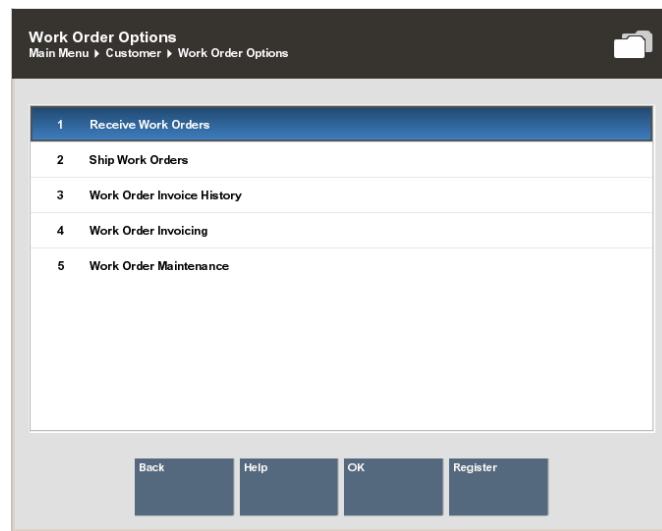 Work Order Options
Main Menu ▸ Customer ▸ Work Order Options
1 Receive Work Orders
2 Ship Work Orders
3 Work Order Invoice History
4 Work Order Invoicing
5 Work Order Maintenance
Back Help OK Register